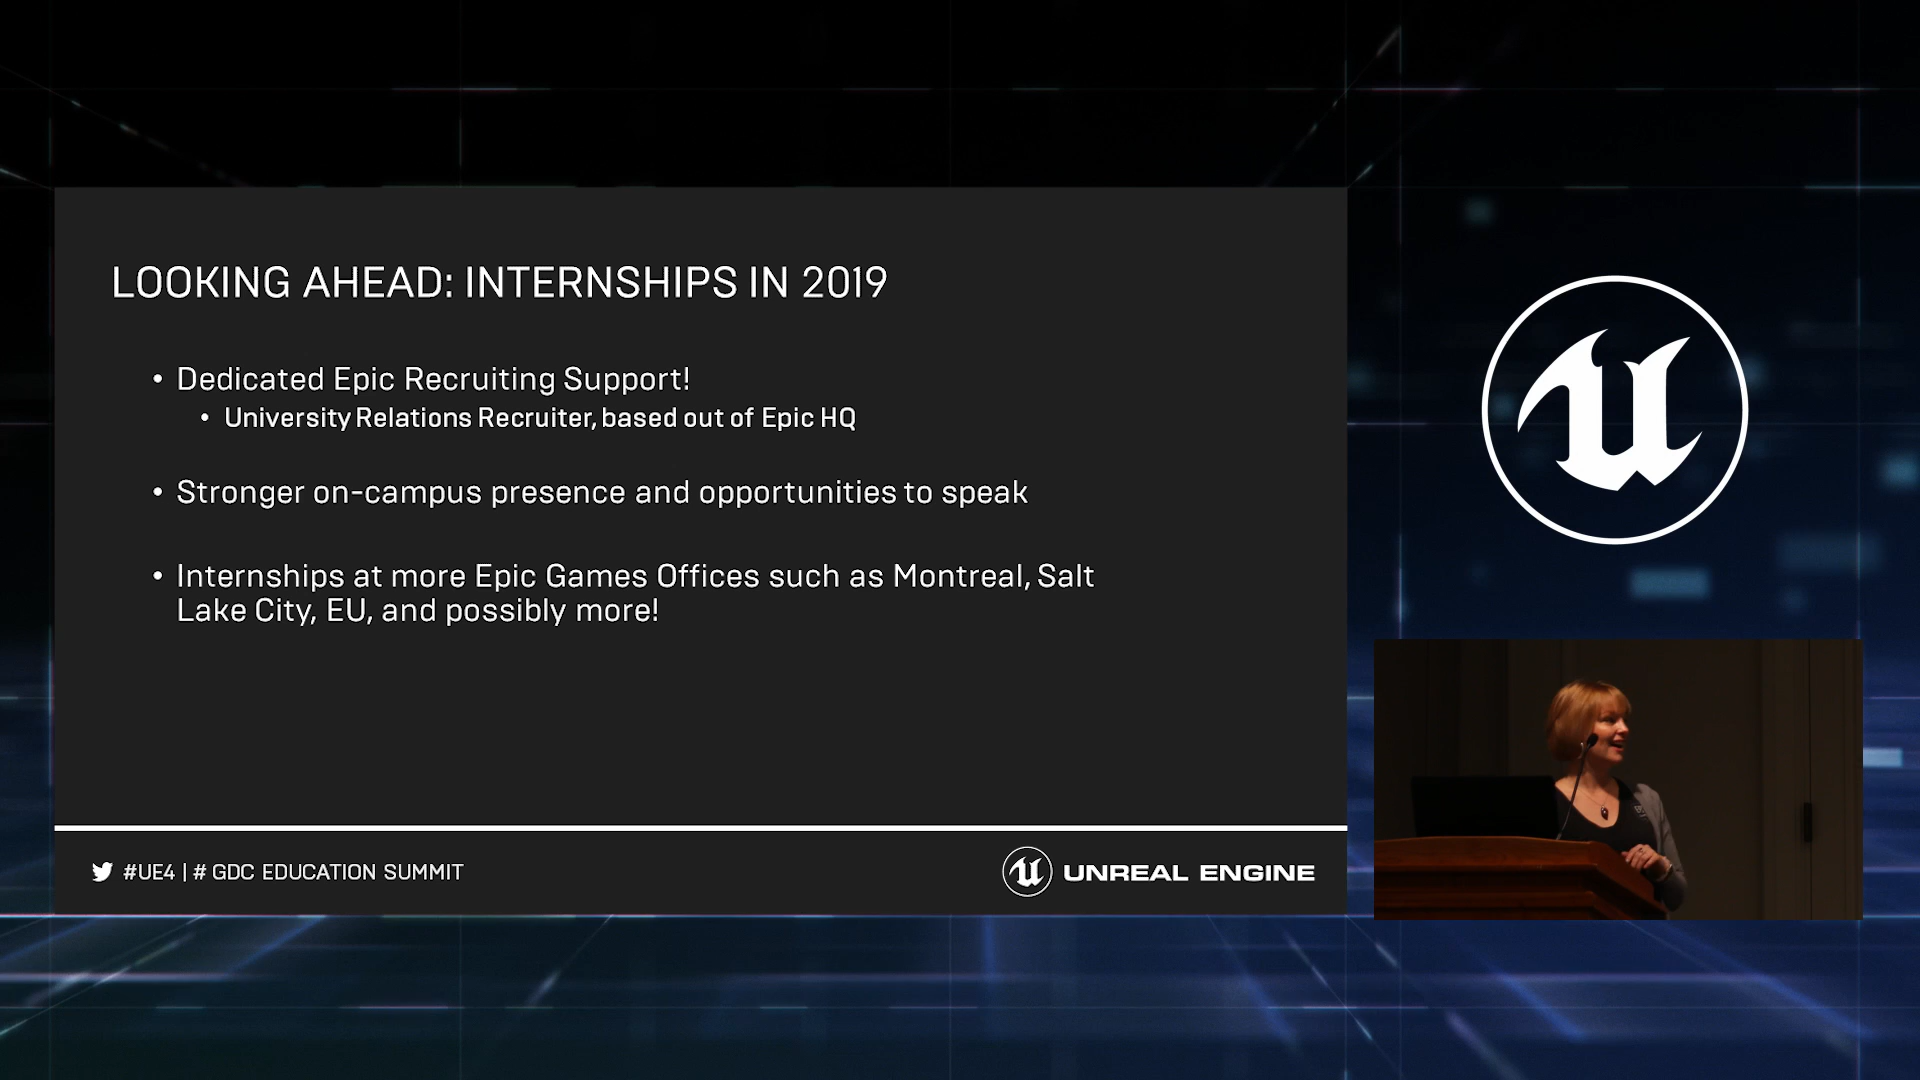 LOOKING AHEAD: INTERNSHIPS IN 2019
• Dedicated Epic Recruiting Support!
• University Relations Recruiter, based out of Epic HQ
• Stronger on-campus presence and opportunities to speak
• Internships at more Epic Games Offices such as Montreal, Salt
Lake City, EU, and possibly more!
#UE4 | # GDC EDUCATION SUMMIT
UNREAL ENGINE